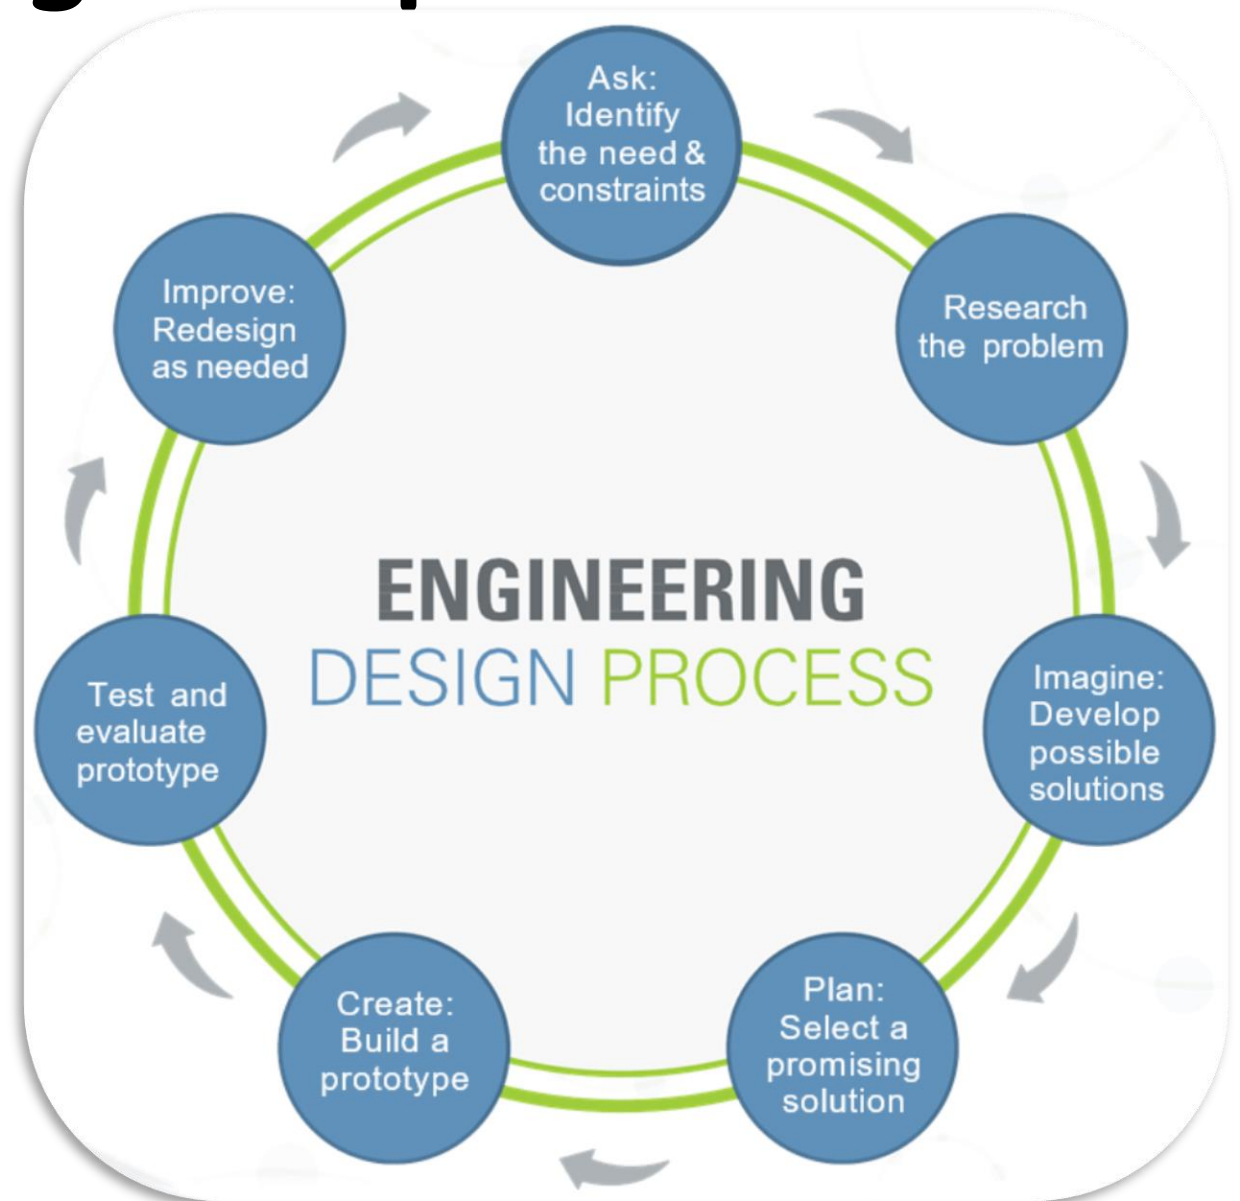 Ask:
Identify
the need &
constraints
Research
the problem
Imagine:
Develop
possible
solutions
Plan:
Select a
promising
solution
Create:
Build a
prototype
Test and
evaluate
prototype
Improve:
Redesign
as needed
ENGINEERING
DESIGN PROCESS